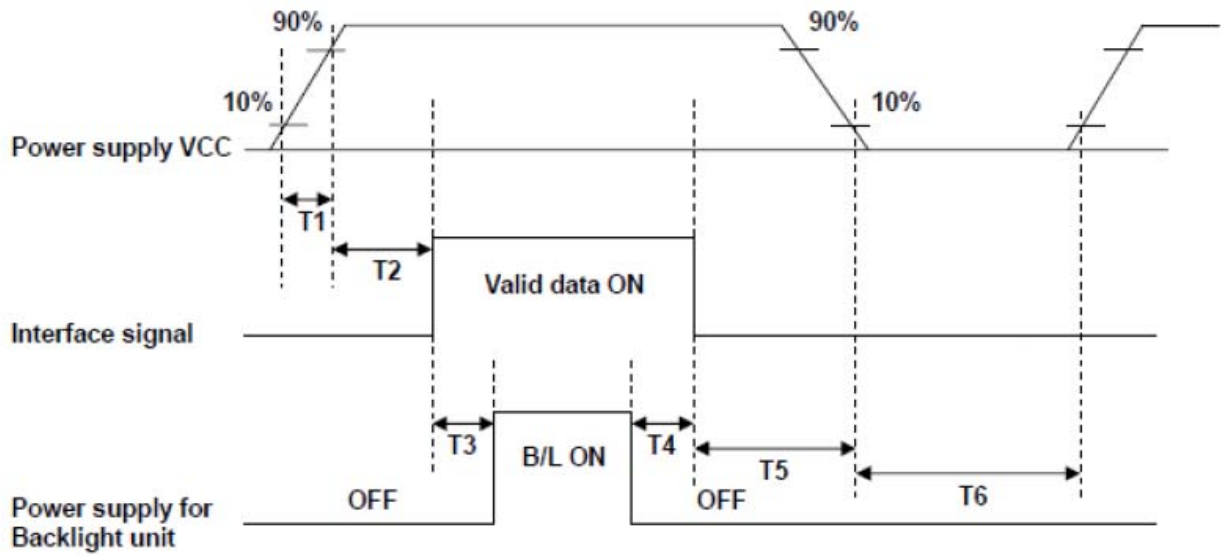 90%
90%
10%
10%
Power supply VCC
T1
T2
Valid data ON
Interface signal
T3
T4
B/L ON
T5
T6
OFF
OFF
Power supply for
Backlight unit